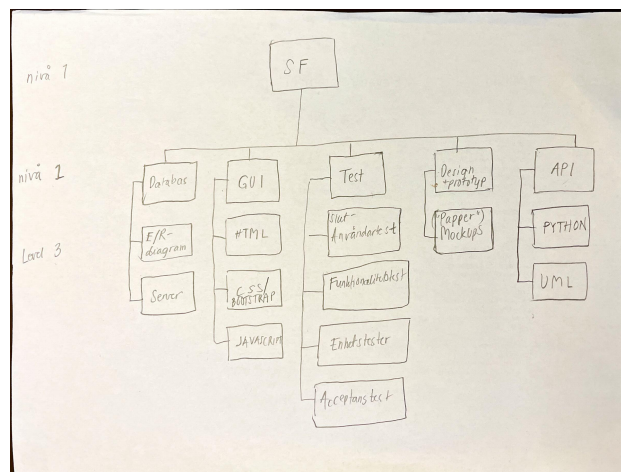 nivå 1
SF
nivå 2
Databas
GUI
Test
Design
+prototyp
API
Level 3
E/R-
diagram
HTML
Slut-
Användartest
"Papper"
Mockups
PYTHON
Server
CSS/
BOOTSTRAP
Funktionalitetstest
UML
JAVASCRIPT
Enhetstester
Acceptanstest